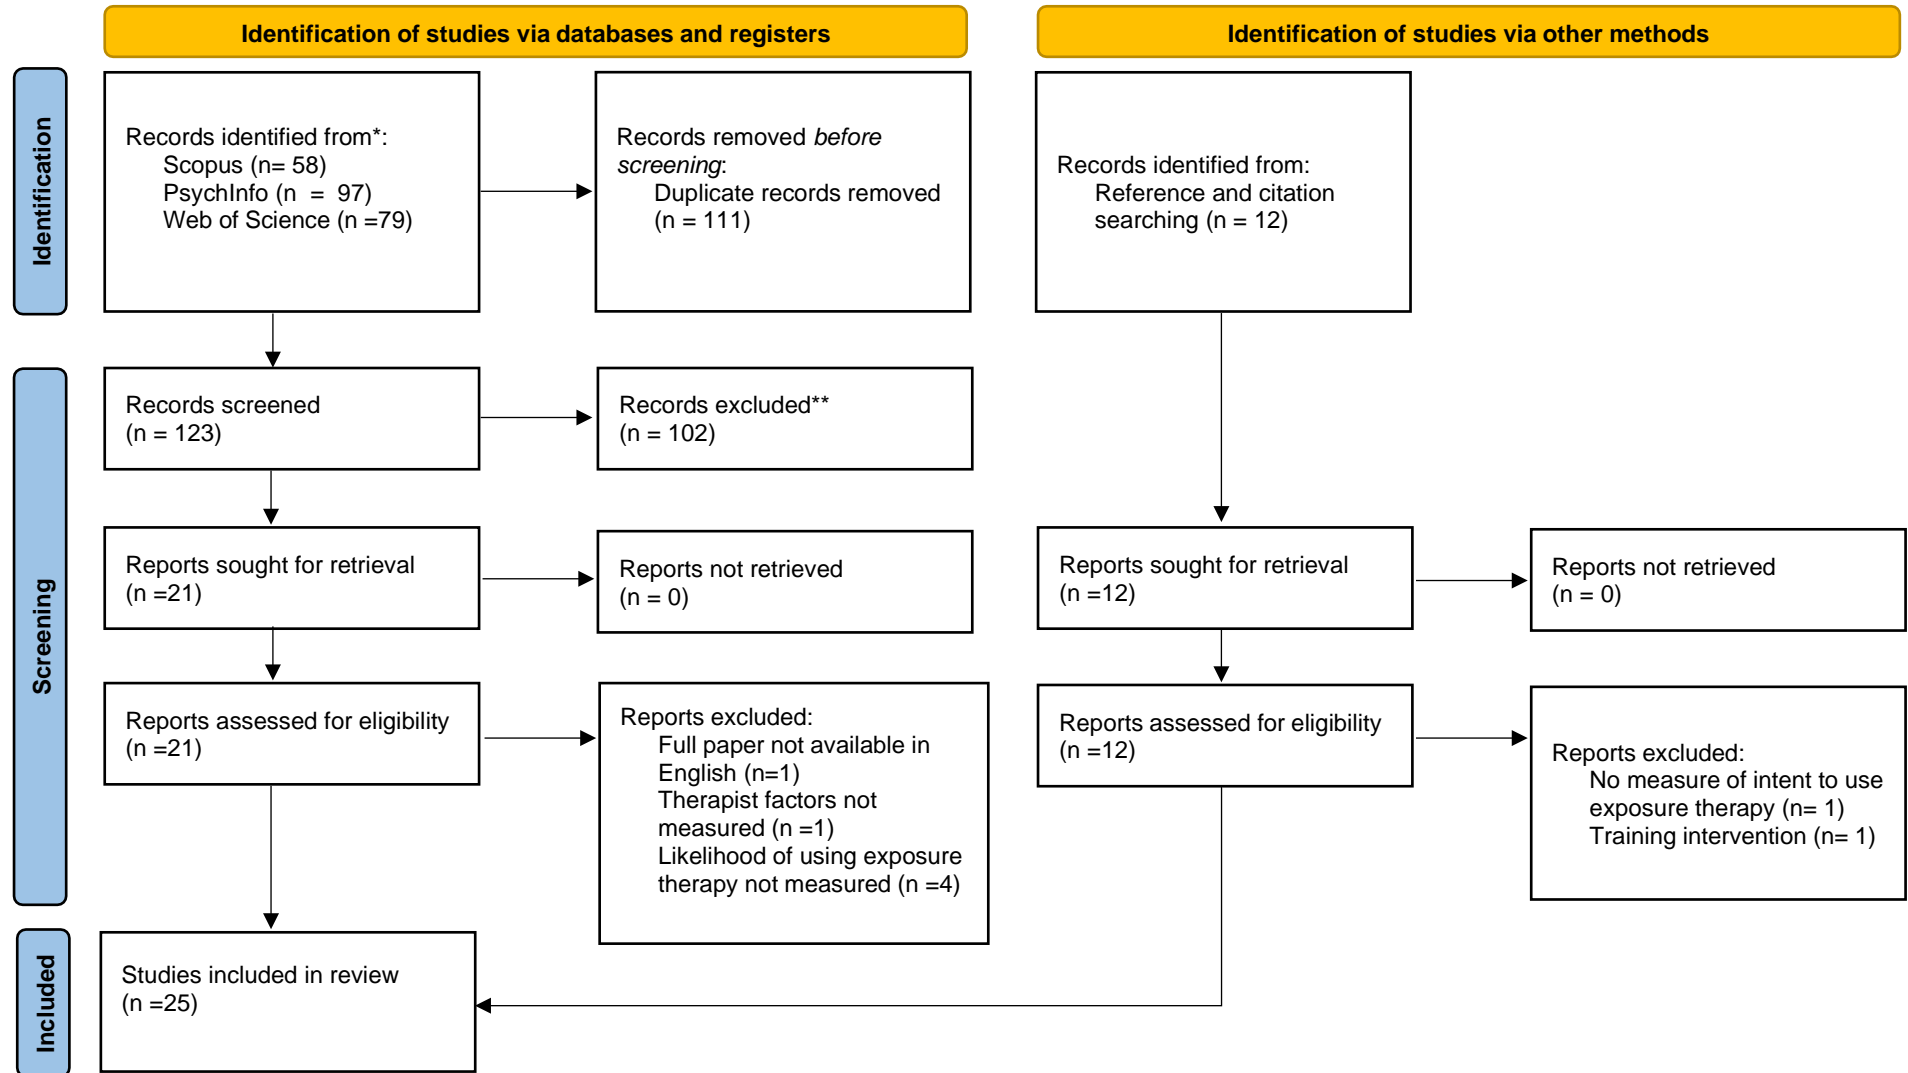 Identification of studies via databases and registers
Identification of studies via other methods
Identification
Records identified from*:
Scopus (n= 58)
PsychInfo (n = 97)
Web of Science (n =79)
Records removed before
screening:
Duplicate records removed
(n = 111)
Records identified from:
Reference and citation
searching (n = 12)
Screening
Records screened
(n = 123)
Records excluded**
(n = 102)
Reports sought for retrieval
(n =21)
Reports not retrieved
(n = 0)
Reports sought for retrieval
(n =12)
Reports not retrieved
(n = 0)
Reports assessed for eligibility
(n =21)
Reports excluded:
Full paper not available in
English (n=1)
Therapist factors not
measured (n =1)
Likelihood of using exposure
therapy not measured (n =4)
Reports assessed for eligibility
(n =12)
Reports excluded:
No measure of intent to use
exposure therapy (n= 1)
Training intervention (n= 1)
Included
Studies included in review
(n =25)